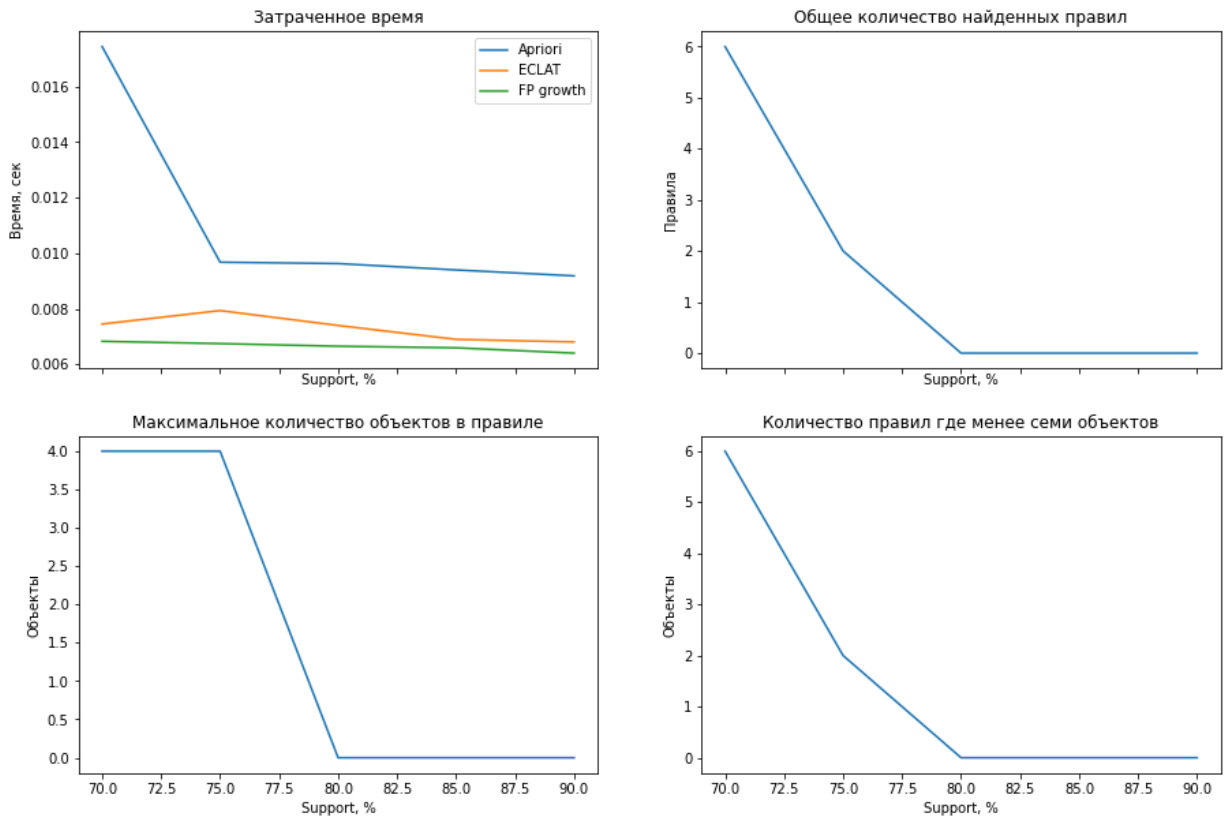 Затраченное время
Apriori
ECLAT
FP growth
0.016
0.014
0.012
0.010
0.008
0.006
Время, сек
Support, %
Общее количество найденных правил
6
5
4
3
2
1
0
Правила
Support, %
Максимальное количество объектов в правиле
4.0
3.5
3.0
2.5
2.0
1.5
1.0
0.5
0.0
Объекты
70.0 72.5 75.0 77.5 80.0 82.5 85.0 87.5 90.0
Support, %
Количество правил где менее семи объектов
6
5
4
3
2
1
0
Объекты
70.0 72.5 75.0 77.5 80.0 82.5 85.0 87.5 90.0
Support, %